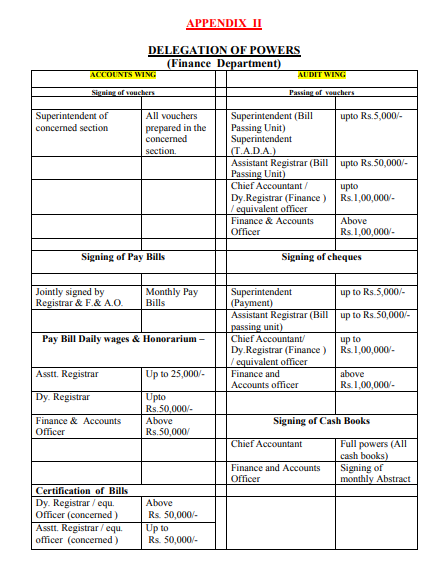 APPENDIX II
DELEGATION OF POWERS
(Finance Department)
ACCOUNTS WING
AUDIT WING
Signing of vouchers
Passing of vouchers
Superintendent of
concerned section
All vouchers
prepared in the
concerned
section.
Superintendent (Bill
Passing Unit)
Superintendent
(T.A.D.A.)
upto Rs.5,000/-
Assistant Registrar (Bill
Passing Unit)
upto Rs.50,000/-
Chief Accountant /
Dy.Registrar (Finance )
/ equivalent officer
upto
Rs.1,00,000/-
Finance & Accounts
Officer
Above
Rs.1,00,000/-
Signing of Pay Bills
Signing of cheques
Jointly signed by
Registrar & F.& A.O.
Monthly Pay
Bills
Superintendent
(Payment)
up to Rs.5,000/-
Assistant Registrar (Bill
passing unit)
up to Rs.50,000/-
Pay Bill Daily wages & Honorarium –
Chief Accountant/
Dy.Registrar (Finance )
/ equivalent officer
up to
Rs.1,00,000/-
Asstt. Registrar
Up to 25,000/-
Finance and
Accounts officer
above
Rs.1,00,000/-
Dy. Registrar
Upto
Rs.50,000/-
Finance & Accounts
Officer
Above
Rs.50,000/
Signing of Cash Books
Chief Accountant
Full powers (All
cash books)
Finance and Accounts
Officer
Signing of
monthly Abstract
Certification of Bills
Dy. Registrar / equ.
Officer (concerned )
Above
Rs. 50,000/-
Asstt. Registrar / equ.
officer (concerned )
Up to
Rs. 50,000/-